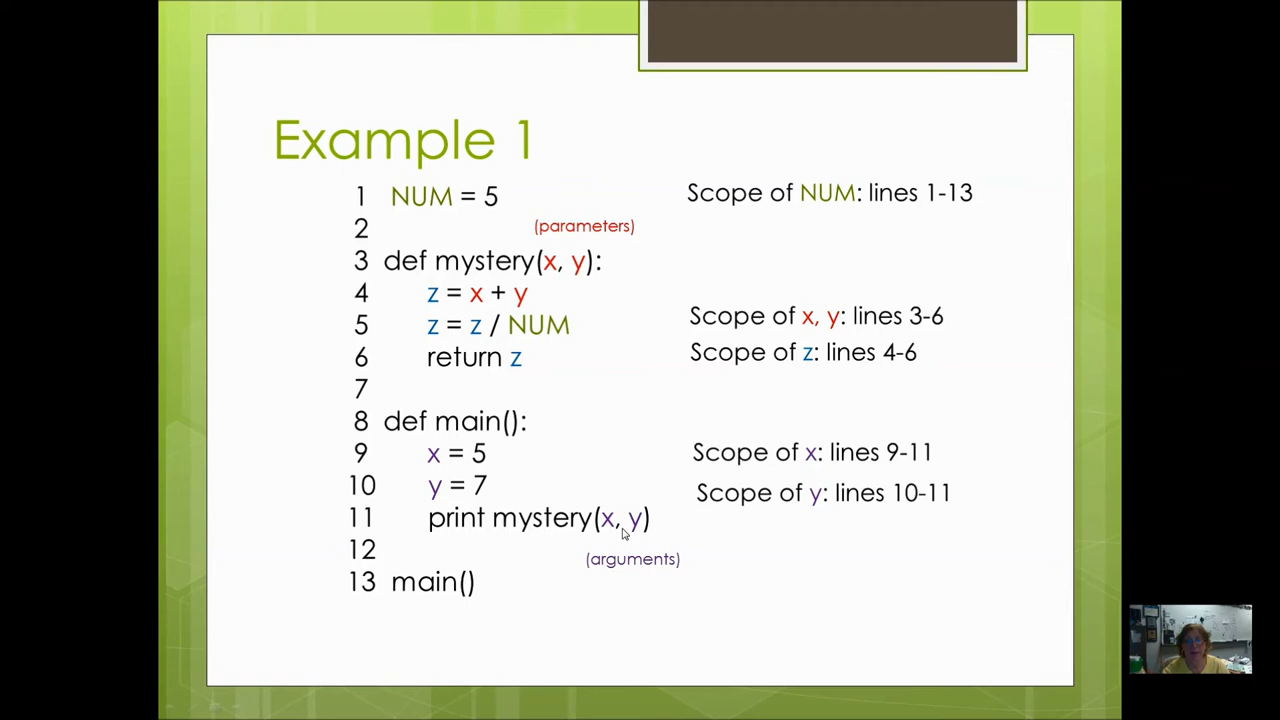 Example 1
1 NUM = 5
Scope of NUM: lines 1-13
2
(parameters)
3 def mystery(x, y):
4 z = x + y
Scope of x, y: lines 3-6
5 z = z / NUM
Scope of z: lines 4-6
6 return z
7
8 def main():
9 x = 5
Scope of x: lines 9-11
10 y = 7
Scope of y: lines 10-11
11 print mystery(x, y)
12
(arguments)
13 main()